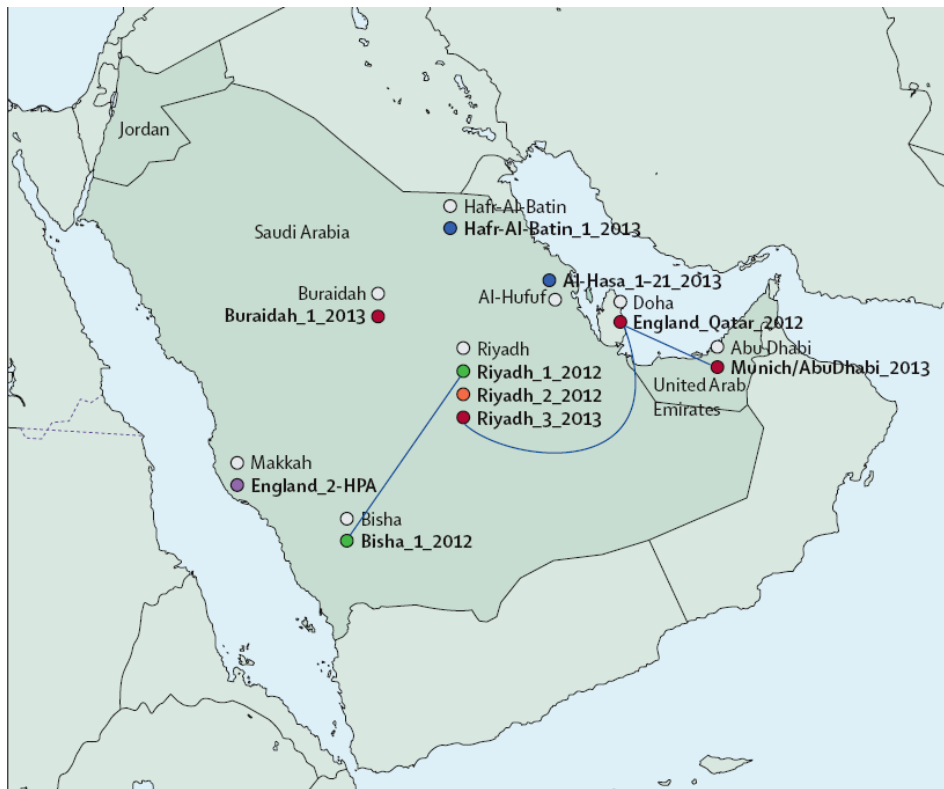 Jordan
Hafr-Al-Batin
Hafr-Al-Batin_1_2013
Saudi Arabia
Al-Hasa_1–21_2013
Buraidah
Al-Hufuf
Doha
Buraidah_1_2013
England_Qatar_2012
Riyadh
Abu Dhabi
Riyadh_1_2012
Munich/AbuDhabi_2013
United Arab
Emirates
Riyadh_2_2012
Riyadh_3_2013
Makkah
England_2-HPA
Bisha
Bisha_1_2012